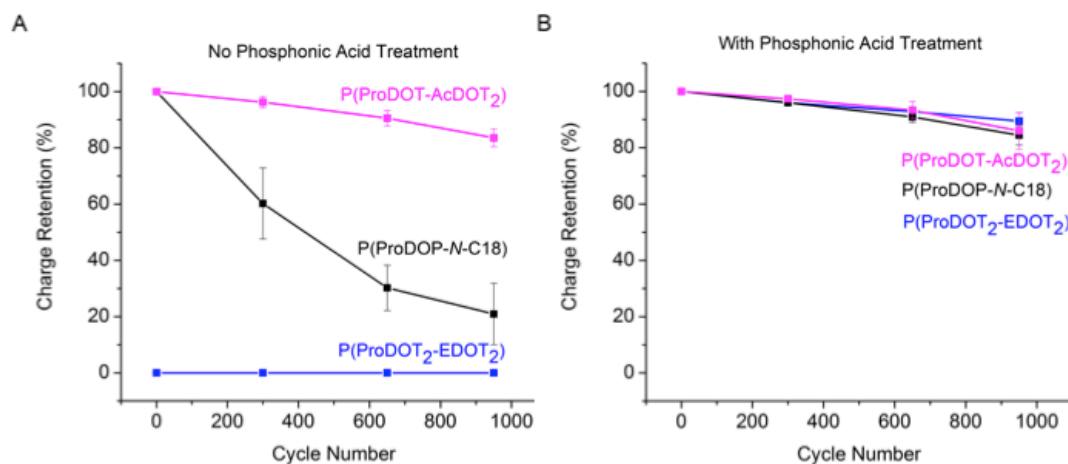 A
No Phosphonic Acid Treatment
100
80
60
40
20
0
Charge Retention (%)
P(ProDOT-AcDOT2)
P(ProDOP-N-C18)
P(ProDOT2-EDOT2)
0 200 400 600 800 1000
Cycle Number
B
With Phosphonic Acid Treatment
100
80
60
40
20
0
Charge Retention (%)
P(ProDOT-AcDOT2)
P(ProDOP-N-C18)
P(ProDOT2-EDOT2)
0 200 400 600 800 1000
Cycle Number